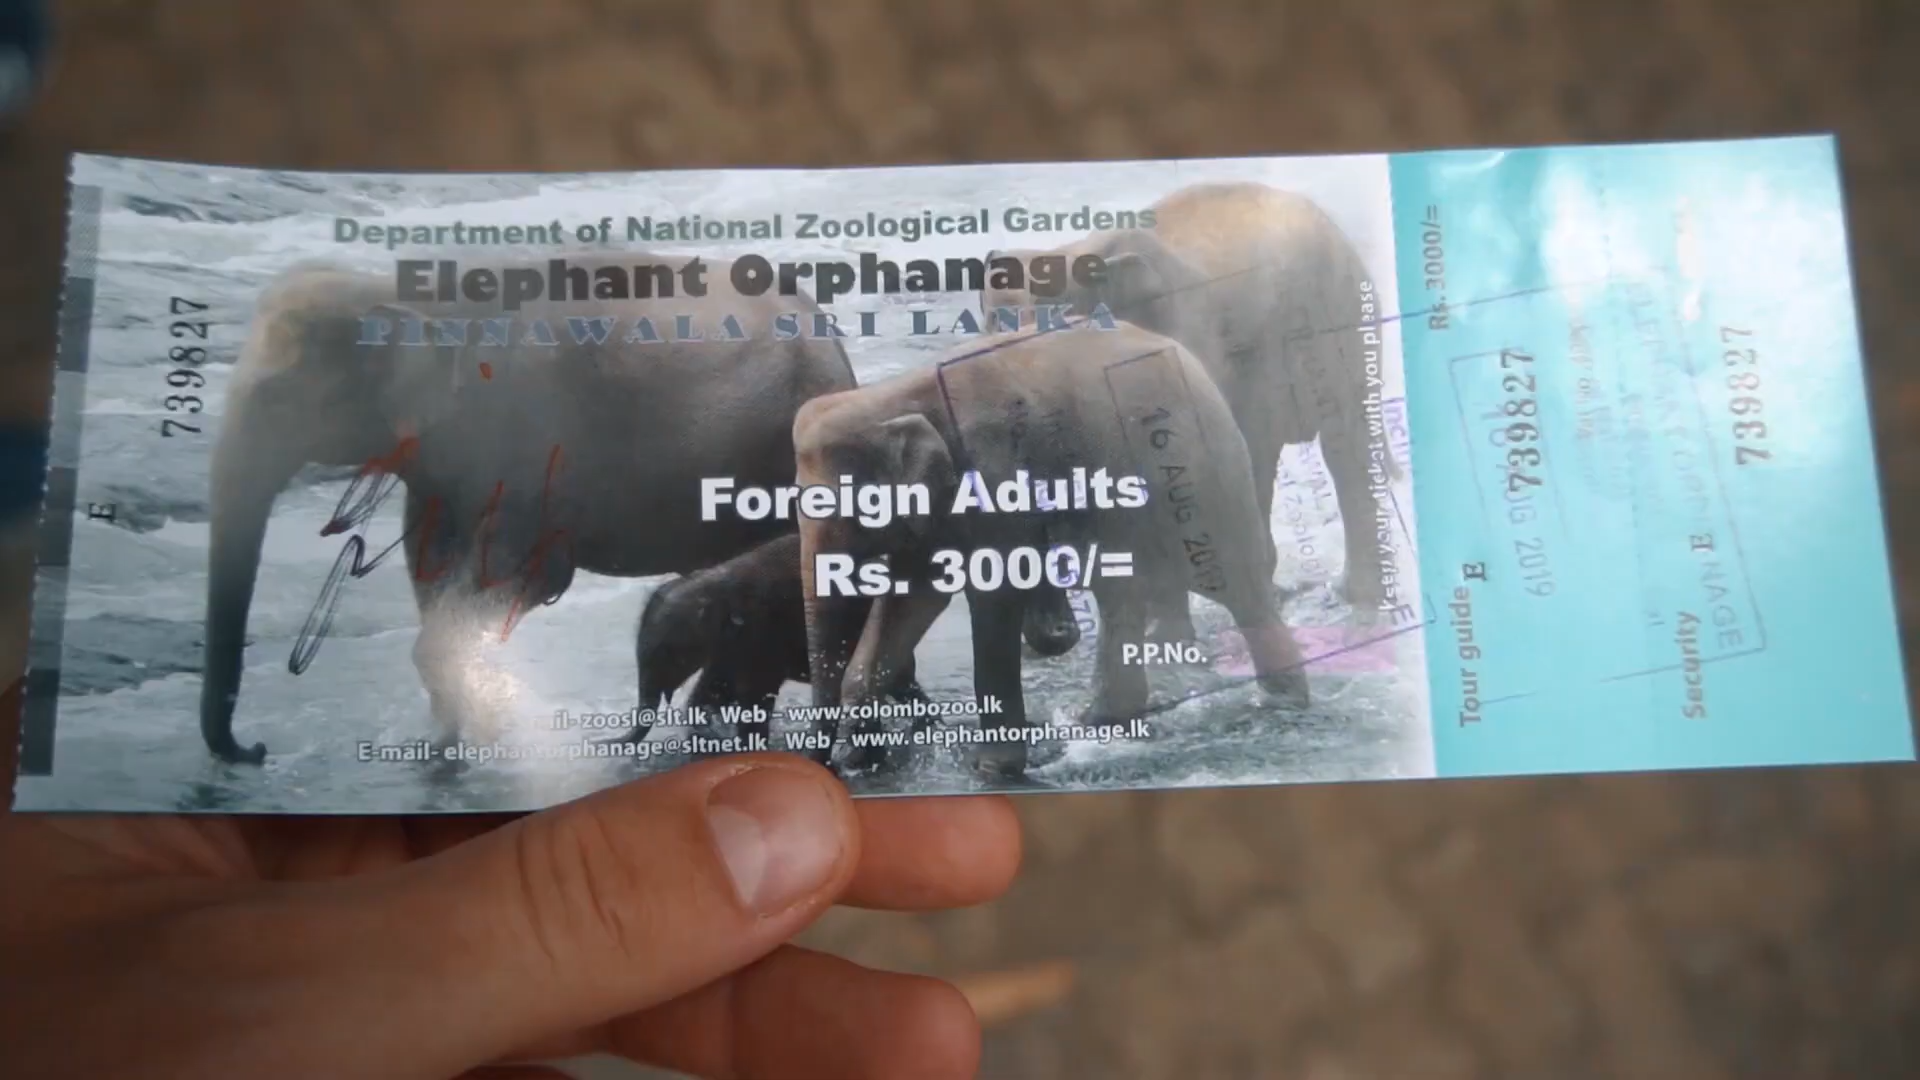 Department of National Zoological Gardens
Elephant Orphanage
PINNAWALA SRI LANKA
739827
E
Foreign Adults
Rs. 3000/=
16 AUG 2019
P.P.No.
zoosl@slt.lk Web – www.colombozoo.lk
E-mail- elephantorphanage@sltnet.lk Web – www.elephantorphanage.lk
keep your ticket with you please
Rs. 3000/=
Tour guide
E
739827
2019
Security
E
NAGE
739827